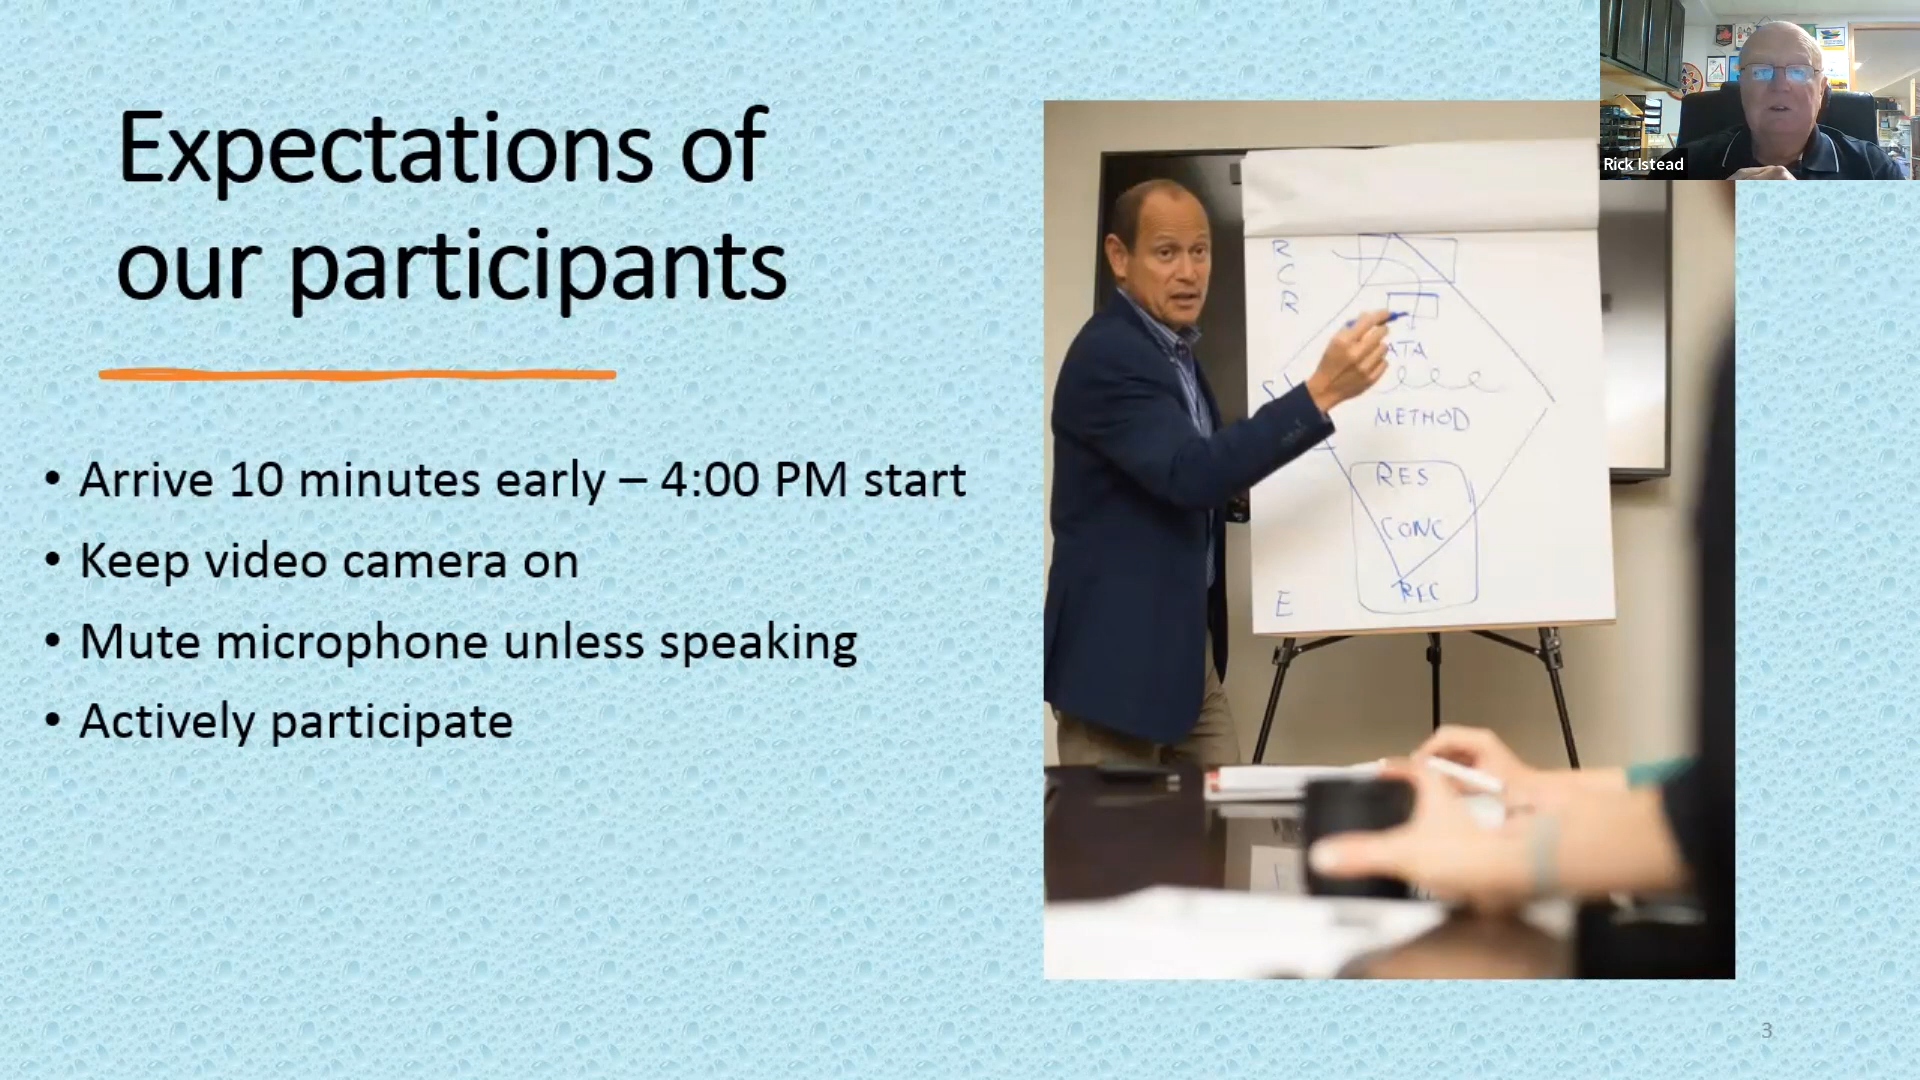 Expectations of
our participants
• Arrive 10 minutes early – 4:00 PM start
• Keep video camera on
• Mute microphone unless speaking
• Actively participate
Rick Istead
R
C
R
METHOD
RES
CONC
REC
E
3